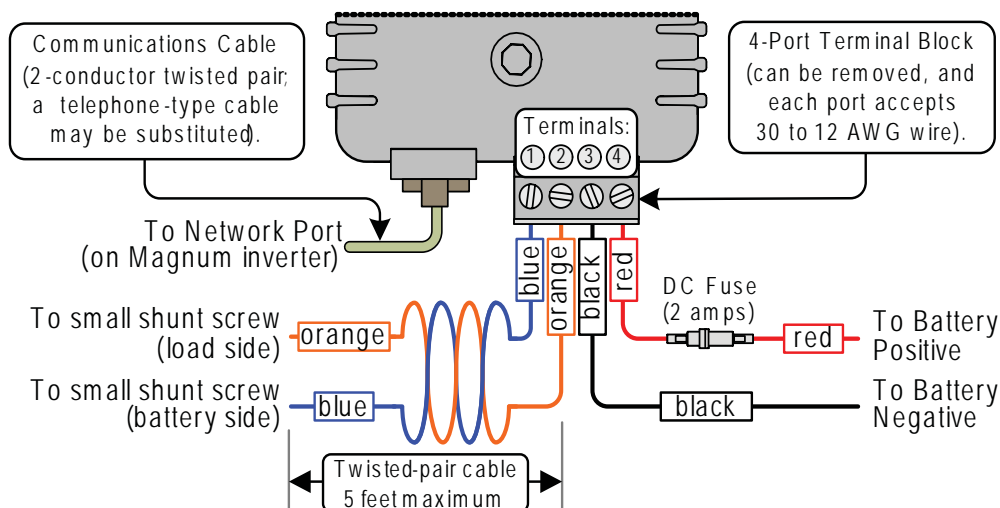 Communications Cable
(2-conductor twisted pair;
a telephone-type cable
may be substituted).
4-Port Terminal Block
(can be removed, and
each port accepts
30 to 12 AWG wire).
Terminals:
1 2 3 4
To Network Port
(on Magnum inverter)
blue
orange
black
red
DC Fuse
(2 amps)
To small shunt screw
(load side)
orange
red
To Battery
Positive
To small shunt screw
(battery side)
blue
black
To Battery
Negative
Twisted-pair cable
5 feet maximum